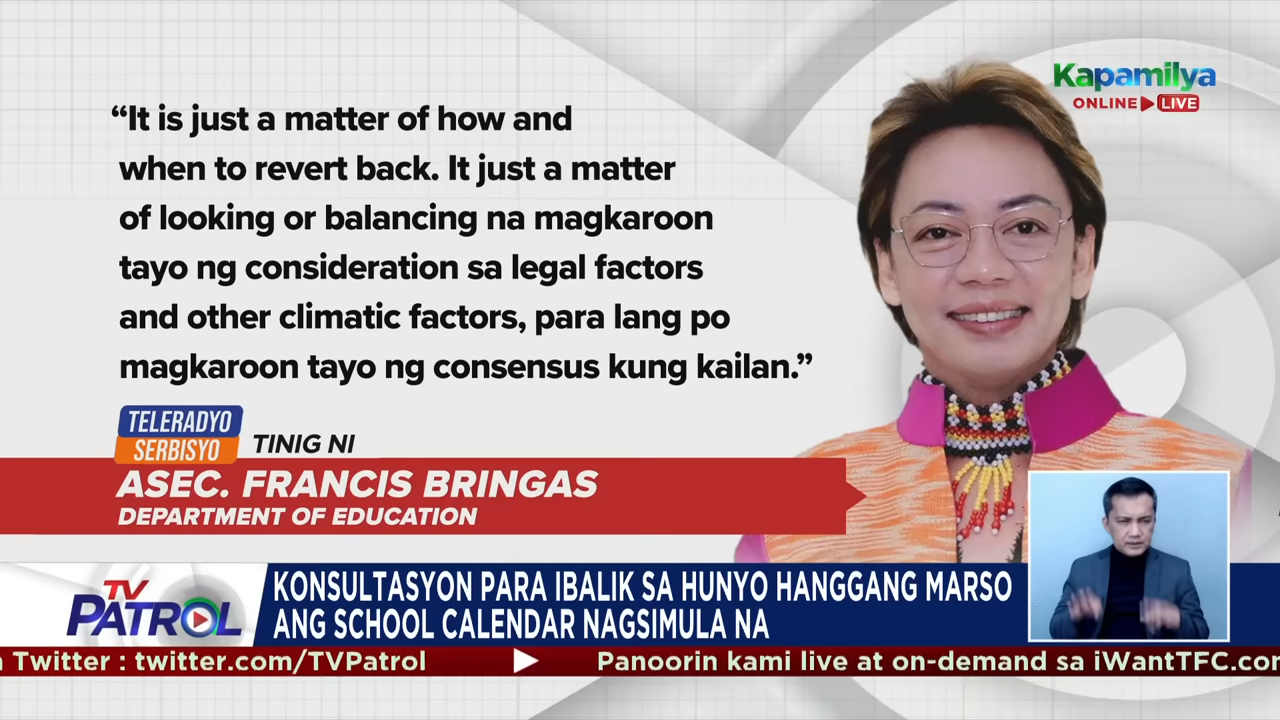 Kapamilya
ONLINE LIVE
“It is just a matter of how and
when to revert back. It just a matter
of looking or balancing na magkaroon
tayo ng consideration sa legal factors
and other climatic factors, para lang po
magkaroon tayo ng consensus kung kailan.”
TELERADYO
SERBISYO
TINIG NI
ASEC. FRANCIS BRINGAS
DEPARTMENT OF EDUCATION
TV
PATROL
KONSULTASYON PARA IBALIK SA HUNYO HANGGANG MARSO
ANG SCHOOL CALENDAR NAGSIMULA NA
Twitter : twitter.com/TVPatrol Panoorin kami live at on-demand sa iWantTFC.com